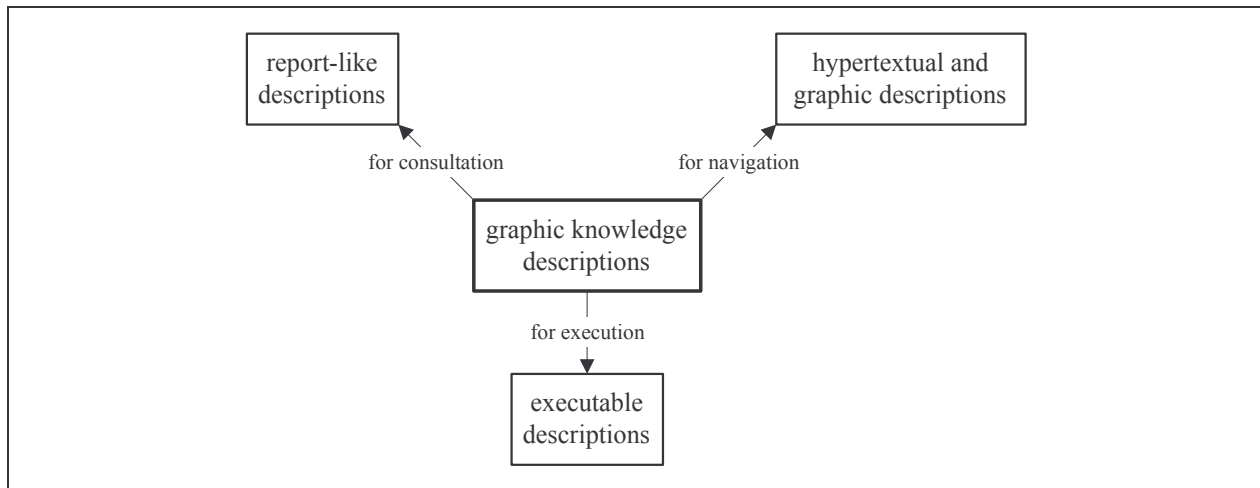 report-like
descriptions
hypertextual and
graphic descriptions
for consultation
for navigation
graphic knowledge
descriptions
for execution
executable
descriptions